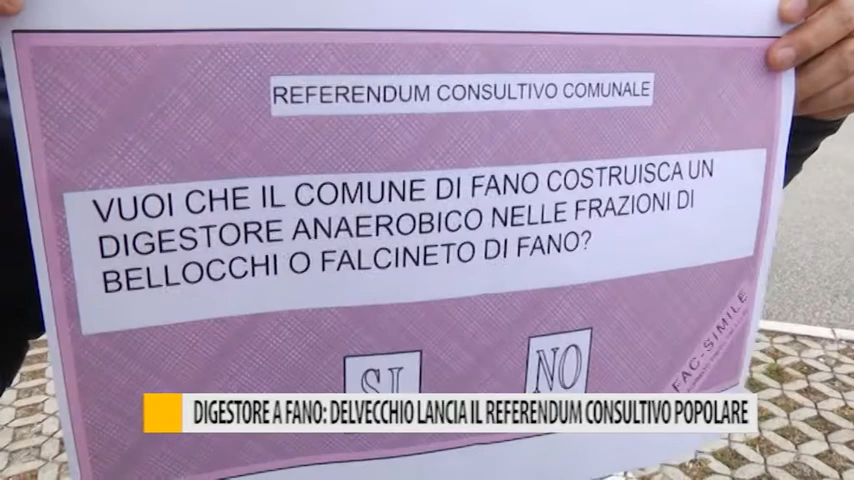 REFERENDUM CONSULTIVO COMUNALE
VUOI CHE IL COMUNE DI FANO COSTRUISCA UN
DIGESTORE ANAEROBICO NELLE FRAZIONI DI
BELLOCCHI O FALCINETO DI FANO?
SI
NO
FAC-SIMILE
DIGESTORE A FANO: DELVECCHIO LANCIA IL REFERENDUM CONSULTIVO POPOLARE